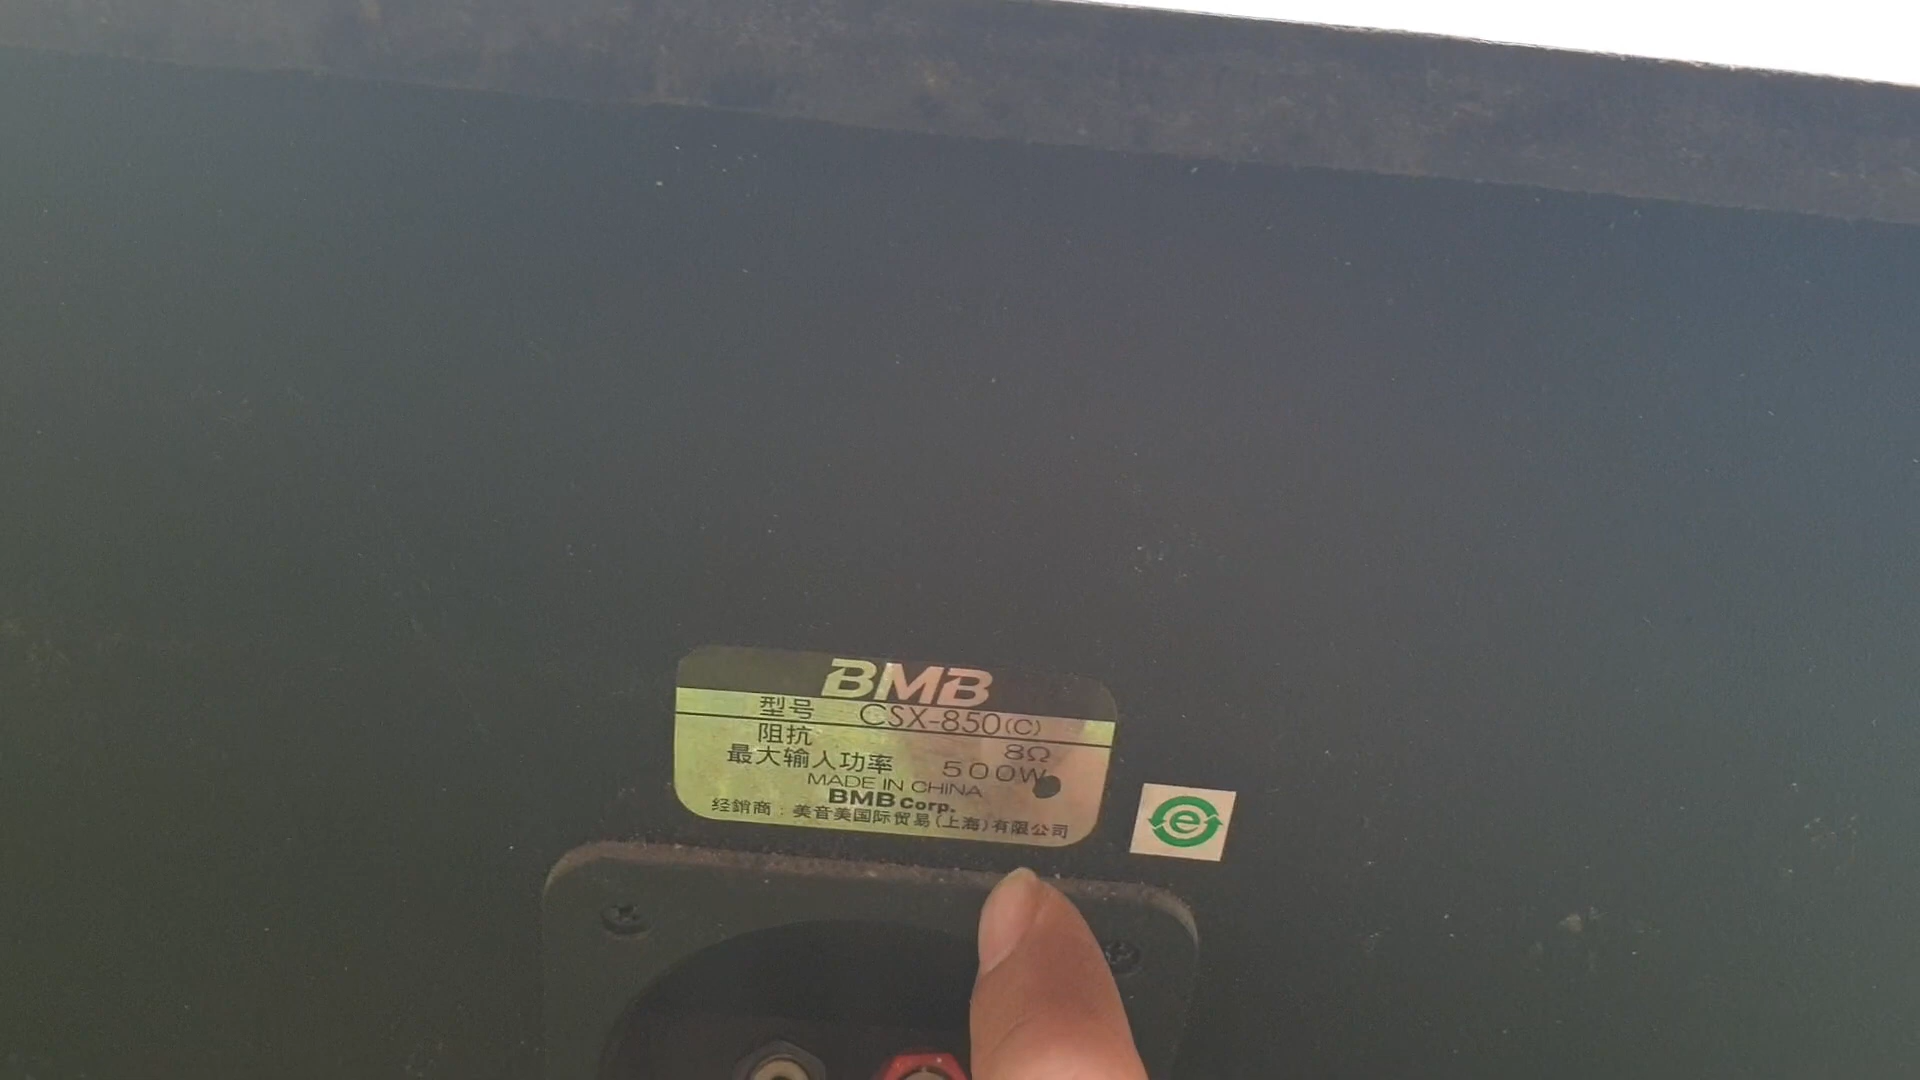 BMB
型号 CSX-850(C)
阻抗 8Ω
最大输入功率 500W
MADE IN CHINA
BMB Corp.
经銷商：美音美国际贸易(上海)有限公司
e